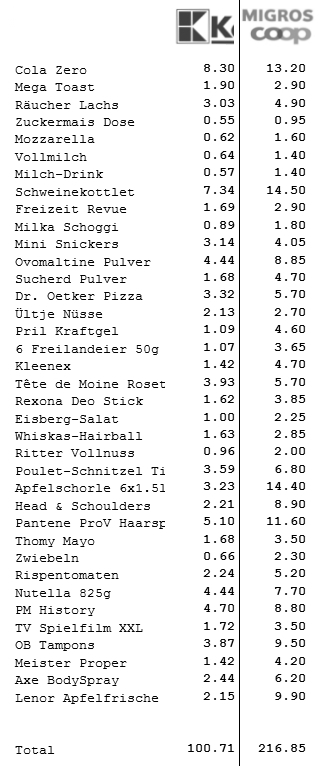 K K
MIGROS
coop
Cola Zero 8.30 13.20
Mega Toast 1.90 2.90
Räucher Lachs 3.03 4.90
Zuckermais Dose 0.55 0.95
Mozzarella 0.62 1.60
Vollmilch 0.64 1.40
Milch-Drink 0.57 1.40
Schweinekottlet 7.34 14.50
Freizeit Revue 1.69 2.90
Milka Schoggi 0.89 1.80
Mini Snickers 3.14 4.05
Ovomaltine Pulver 4.44 8.85
Sucherd Pulver 1.68 4.70
Dr. Oetker Pizza 3.32 5.70
Ültje Nüsse 2.13 2.70
Pril Kraftgel 1.09 4.60
6 Freilandeier 50g 1.07 3.65
Kleenex 1.42 4.70
Tête de Moine Roset 3.93 5.70
Rexona Deo Stick 1.62 3.85
Eisberg-Salat 1.00 2.25
Whiskas-Hairball 1.63 2.85
Ritter Vollnuss 0.96 2.00
Poulet-Schnitzel Ti 3.59 6.80
Apfelschorle 6x1.5l 3.23 14.40
Head & Schoulders 2.21 8.90
Pantene ProV Haarsp 5.10 11.60
Thomy Mayo 1.68 3.50
Zwiebeln 0.66 2.30
Rispentomaten 2.24 5.20
Nutella 825g 4.44 7.70
PM History 4.70 8.80
TV Spielfilm XXL 1.72 3.50
OB Tampons 3.87 9.50
Meister Proper 1.42 4.20
Axe BodySpray 2.44 6.20
Lenor Apfelfrische 2.15 9.90
Total 100.71 216.85